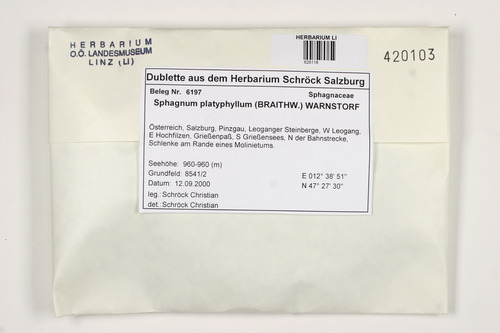 HERBARIUM
O.Ö. LANDESMUSEUM
LINZ (LI)
HERBARIUM LI
420103
Dublette aus dem Herbarium Schröck Salzburg
Beleg Nr. 6197 Sphagnaceae
Sphagnum platyphyllum (BRAITHW.) WARNSTORF
Österreich, Salzburg, Pinzgau, Leoganger Steinberge, W Leogang,
E Hochfilzen, Grießenpaß, S Grießensees, N der Bahnstrecke,
Schlenke am Rande eines Molinietums.
Seehöhe: 960-960 (m)
Grundfeld: 8541/2 E 012° 38' 51"
Datum: 12.09.2000 N 47° 27' 30"
leg.: Schröck Christian
det.: Schröck Christian